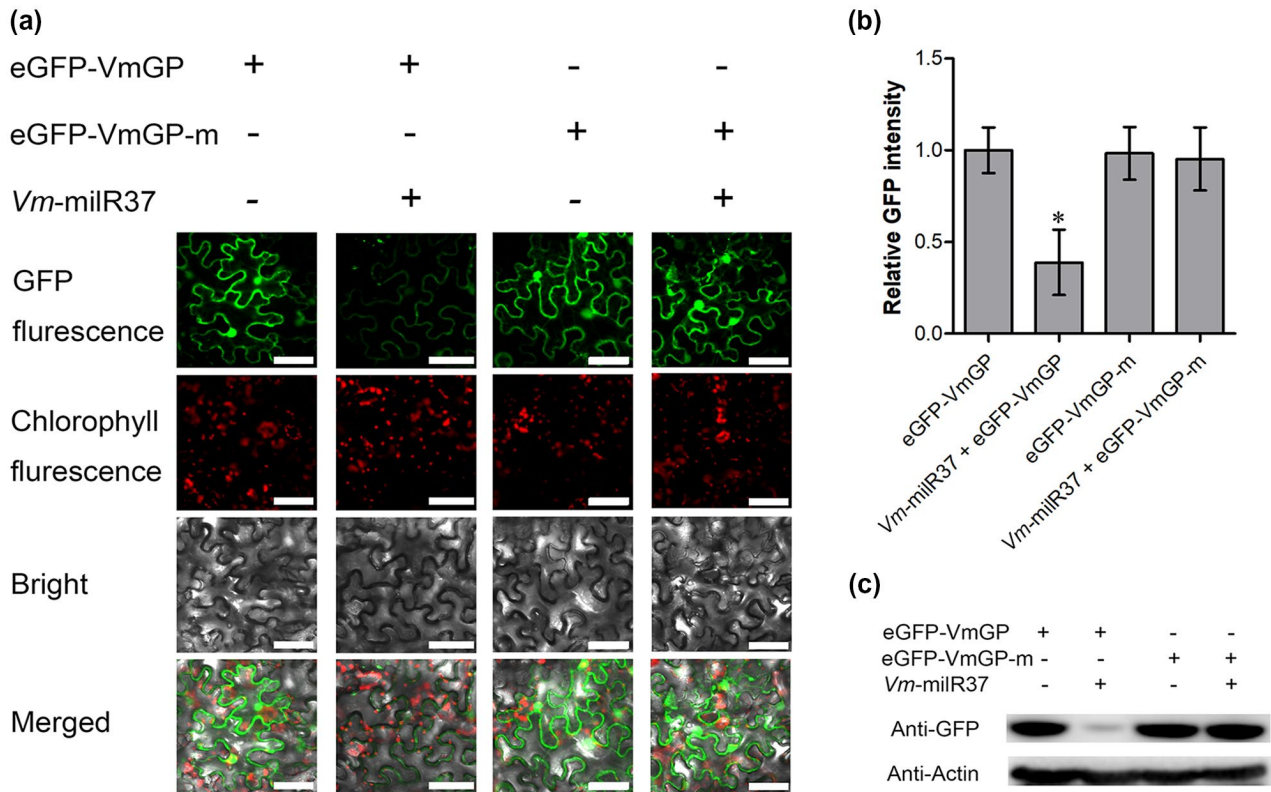 (a)
eGFP-VmGP + + - -
eGFP-VmGP-m - - + +
Vm-milR37 - + - +
GFP
flurescence
Chlorophyll
flurescence
Bright
Merged
(b)
Relative GFP intensity
1.5
1.0
0.5
0.0
*
eGFP-VmGP
Vm-milR37 + eGFP-VmGP
eGFP-VmGP-m
Vm-milR37 + eGFP-VmGP-m
(c)
eGFP-VmGP + + - -
eGFP-VmGP-m - - + +
Vm-milR37 - + - +
Anti-GFP
Anti-Actin